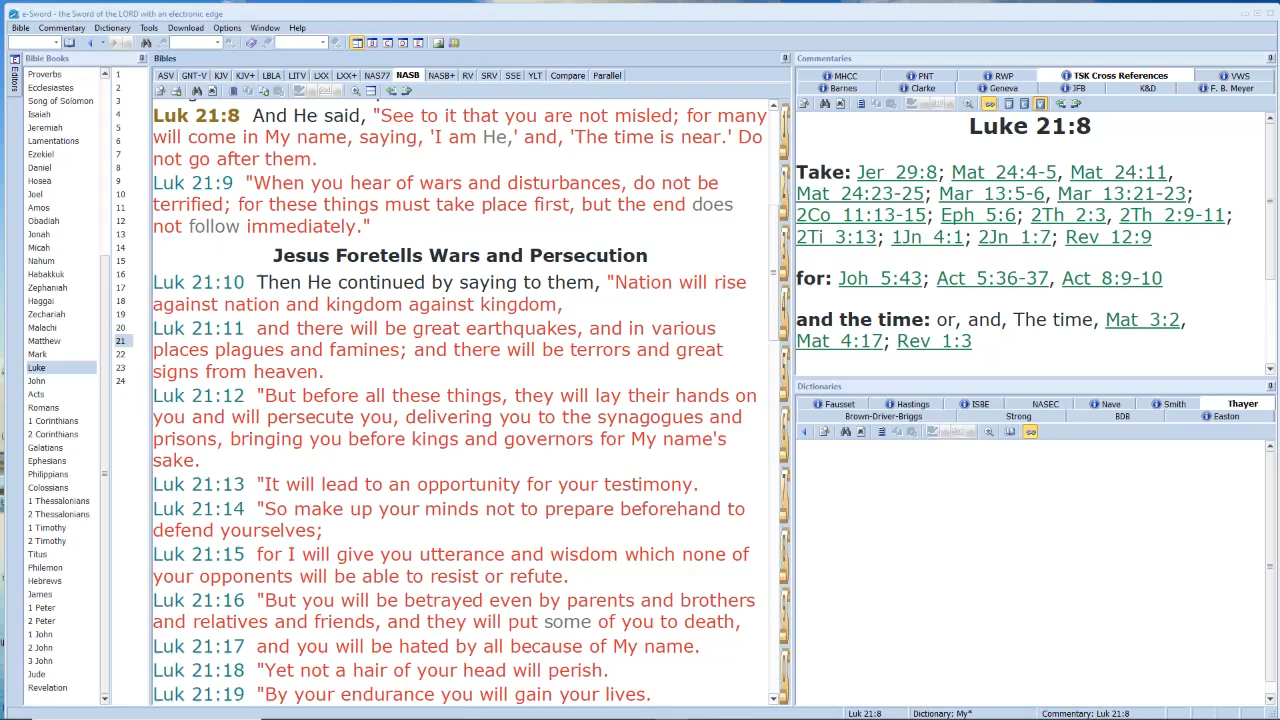 e-Sword - the Sword of the LORD with an electronic edge
Bible Commentary Dictionary Tools Download Options Window Help
Bible Books
Editors
Proverbs
Ecclesiastes
Song of Solomon
Isaiah
Jeremiah
Lamentations
Ezekiel
Daniel
Hosea
Joel
Amos
Obadiah
Jonah
Micah
Nahum
Habakkuk
Zephaniah
Haggai
Zechariah
Malachi
Matthew
Mark
Luke
John
Acts
Romans
1 Corinthians
2 Corinthians
Galatians
Ephesians
Philippians
Colossians
1 Thessalonians
2 Thessalonians
1 Timothy
2 Timothy
Titus
Philemon
Hebrews
James
1 Peter
2 Peter
1 John
2 John
3 John
Jude
Revelation
1
2
3
4
5
6
7
8
9
10
11
12
13
14
15
16
17
18
19
20
21
22
23
24
Bibles
ASV GNT-V KJV KJV+ LBLA LITV LXX LXX+ NAS77 NASB NASB+ RV SRV SSE YLT Compare Parallel
Luk 21:8 And He said, "See to it that you are not misled; for many
will come in My name, saying, 'I am He,' and, 'The time is near.' Do
not go after them.
Luk 21:9 "When you hear of wars and disturbances, do not be
terrified; for these things must take place first, but the end does
not follow immediately."
Jesus Foretells Wars and Persecution
Luk 21:10 Then He continued by saying to them, "Nation will rise
against nation and kingdom against kingdom,
Luk 21:11 and there will be great earthquakes, and in various
places plagues and famines; and there will be terrors and great
signs from heaven.
Luk 21:12 "But before all these things, they will lay their hands on
you and will persecute you, delivering you to the synagogues and
prisons, bringing you before kings and governors for My name's
sake.
Luk 21:13 "It will lead to an opportunity for your testimony.
Luk 21:14 "So make up your minds not to prepare beforehand to
defend yourselves;
Luk 21:15 for I will give you utterance and wisdom which none of
your opponents will be able to resist or refute.
Luk 21:16 "But you will be betrayed even by parents and brothers
and relatives and friends, and they will put some of you to death,
Luk 21:17 and you will be hated by all because of My name.
Luk 21:18 "Yet not a hair of your head will perish.
Luk 21:19 "By your endurance you will gain your lives.
Commentaries
MHCC PNT RWP TSK Cross References VWS
Barnes Clarke Geneva JFB K&D F. B. Meyer
Luke 21:8
Take: Jer 29:8; Mat 24:4-5, Mat 24:11,
Mat 24:23-25; Mar 13:5-6, Mar 13:21-23;
2Co 11:13-15; Eph 5:6; 2Th 2:3, 2Th 2:9-11;
2Ti 3:13; 1Jn 4:1; 2Jn 1:7; Rev 12:9
for: Joh 5:43; Act 5:36-37, Act 8:9-10
and the time: or, and, The time, Mat 3:2,
Mat 4:17; Rev 1:3
Dictionaries
Fausset Hastings ISBE NASEC Nave Smith Thayer
Brown-Driver-Briggs Strong BDB Easton
Luk 21:8 Dictionary: My* Commentary: Luk 21:8